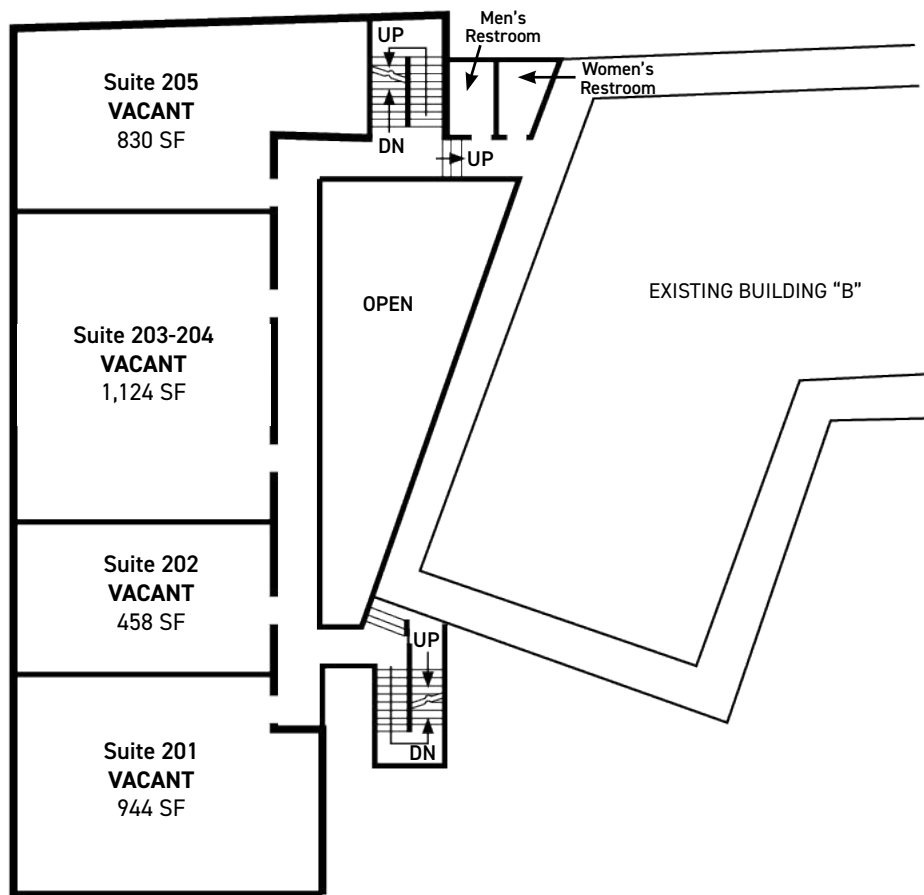 Men's
Restroom
UP
Women's
Restroom
Suite 205
VACANT
830 SF
DN
UP
OPEN
EXISTING BUILDING “B”
Suite 203-204
VACANT
1,124 SF
Suite 202
VACANT
458 SF
UP
Suite 201
VACANT
944 SF
DN